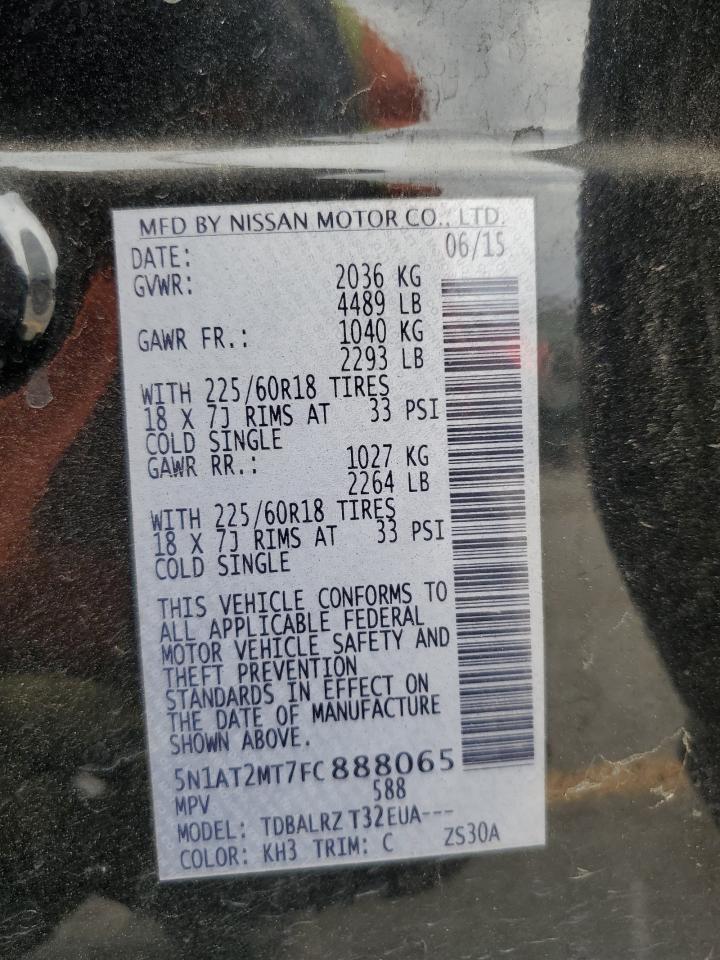 MFD BY NISSAN MOTOR CO., LTD.
DATE: 06/15
GVWR: 2036 KG
4489 LB
GAWR FR.: 1040 KG
2293 LB
WITH 225/60R18 TIRES
18 X 7J RIMS AT 33 PSI
COLD SINGLE
GAWR RR.: 1027 KG
2264 LB
WITH 225/60R18 TIRES
18 X 7J RIMS AT 33 PSI
COLD SINGLE
THIS VEHICLE CONFORMS TO
ALL APPLICABLE FEDERAL
MOTOR VEHICLE SAFETY AND
THEFT PREVENTION
STANDARDS IN EFFECT ON
THE DATE OF MANUFACTURE
SHOWN ABOVE.
5N1AT2MT7FC888065
MPV 588
MODEL: TDBALRZ T32EUA---
COLOR: KH3 TRIM: C ZS30A